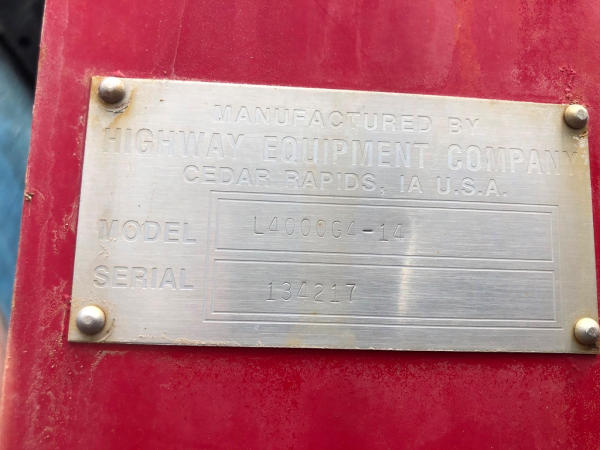 MANUFACTURED BY
HIGHWAY EQUIPMENT COMPANY
CEDAR RAPIDS, IA U.S.A.
MODEL L4000G4-14
SERIAL 134217